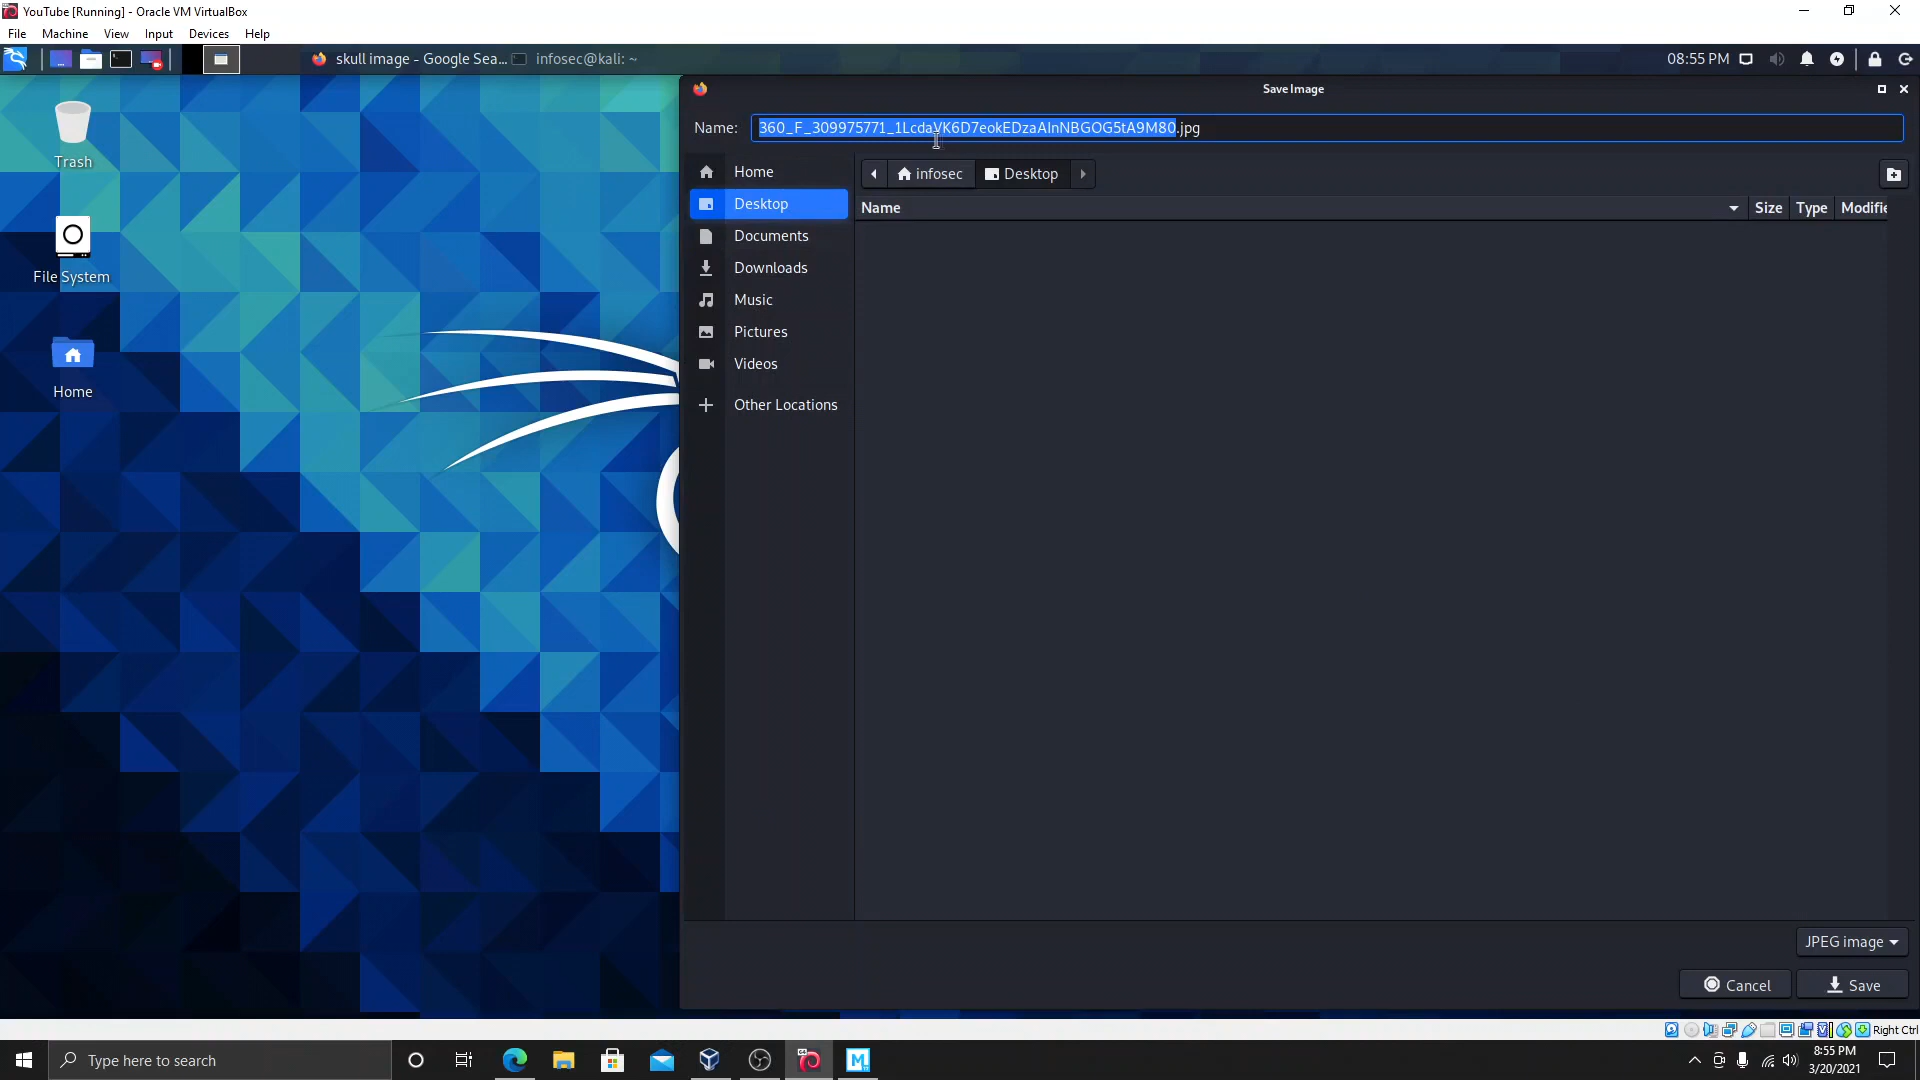 YouTube [Running] - Oracle VM VirtualBox
File Machine View Input Devices Help
skull image - Google Sea... infosec@kali: ~ 08:55 PM
Save Image
Name: 360_F_309975771_1LcdaVK6D7eokEDzaAInNBGOG5tA9M80.jpg
Trash
File System
Home
Home
Desktop
Documents
Downloads
Music
Pictures
Videos
Other Locations
infosec Desktop
Name Size Type Modifie
JPEG image
Cancel Save
Right Ctrl
Type here to search
8:55 PM
3/20/2021